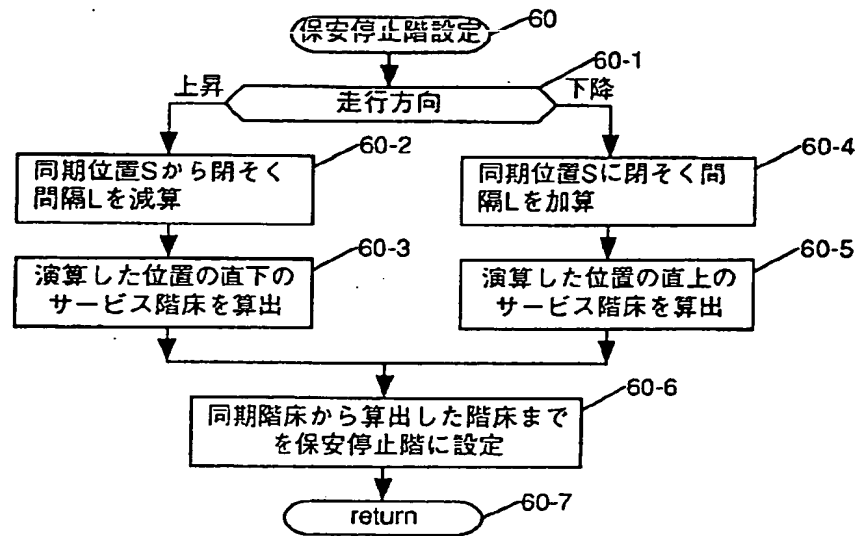 保安停止階設定
60
60-1
上昇
走行方向
下降
60-2
同期位置Sから閉そく
間隔Lを減算
60-4
同期位置Sに閉そく間
隔Lを加算
60-3
演算した位置の直下の
サービス階床を算出
60-5
演算した位置の直上の
サービス階床を算出
60-6
同期階床から算出した階床まで
を保安停止階に設定
return
60-7